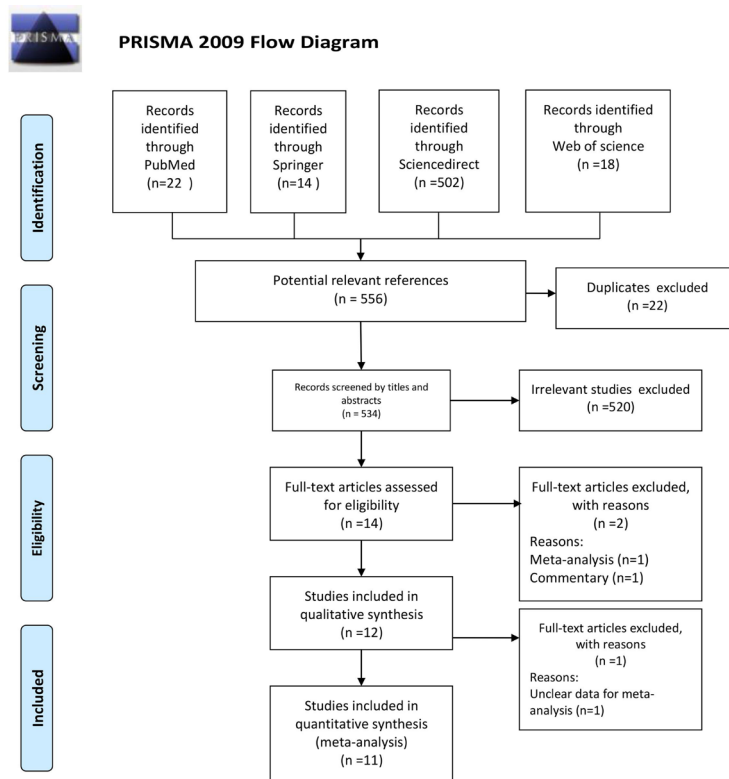 PRISMA
PRISMA 2009 Flow Diagram
Identification
Records
identified
through
PubMed
(n=22 )
Records
identified
through
Springer
(n=14 )
Records
identified
through
Sciencedirect
(n =502)
Records identified
through
Web of science
(n =18)
Potential relevant references
(n = 556)
Duplicates excluded
(n =22)
Screening
Records screened by titles and
abstracts
(n = 534)
Irrelevant studies excluded
(n =520)
Eligibility
Full-text articles assessed
for eligibility
(n =14)
Full-text articles excluded,
with reasons
(n =2)
Reasons:
Meta-analysis (n=1)
Commentary (n=1)
Studies included in
qualitative synthesis
(n =12)
Full-text articles excluded,
with reasons
(n =1)
Reasons:
Unclear data for meta-
analysis (n=1)
Included
Studies included in
quantitative synthesis
(meta-analysis)
(n =11)